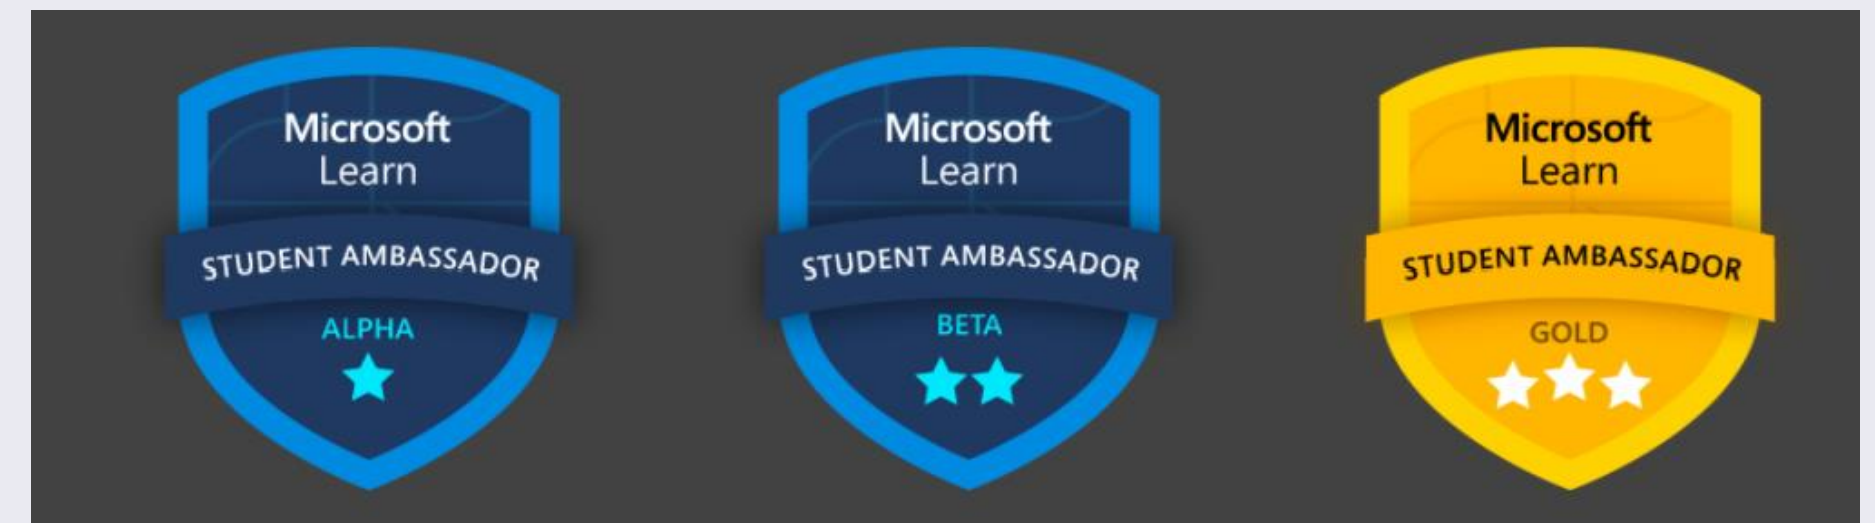 Microsoft
Learn
STUDENT AMBASSADOR
ALPHA
Microsoft
Learn
STUDENT AMBASSADOR
BETA
Microsoft
Learn
STUDENT AMBASSADOR
GOLD